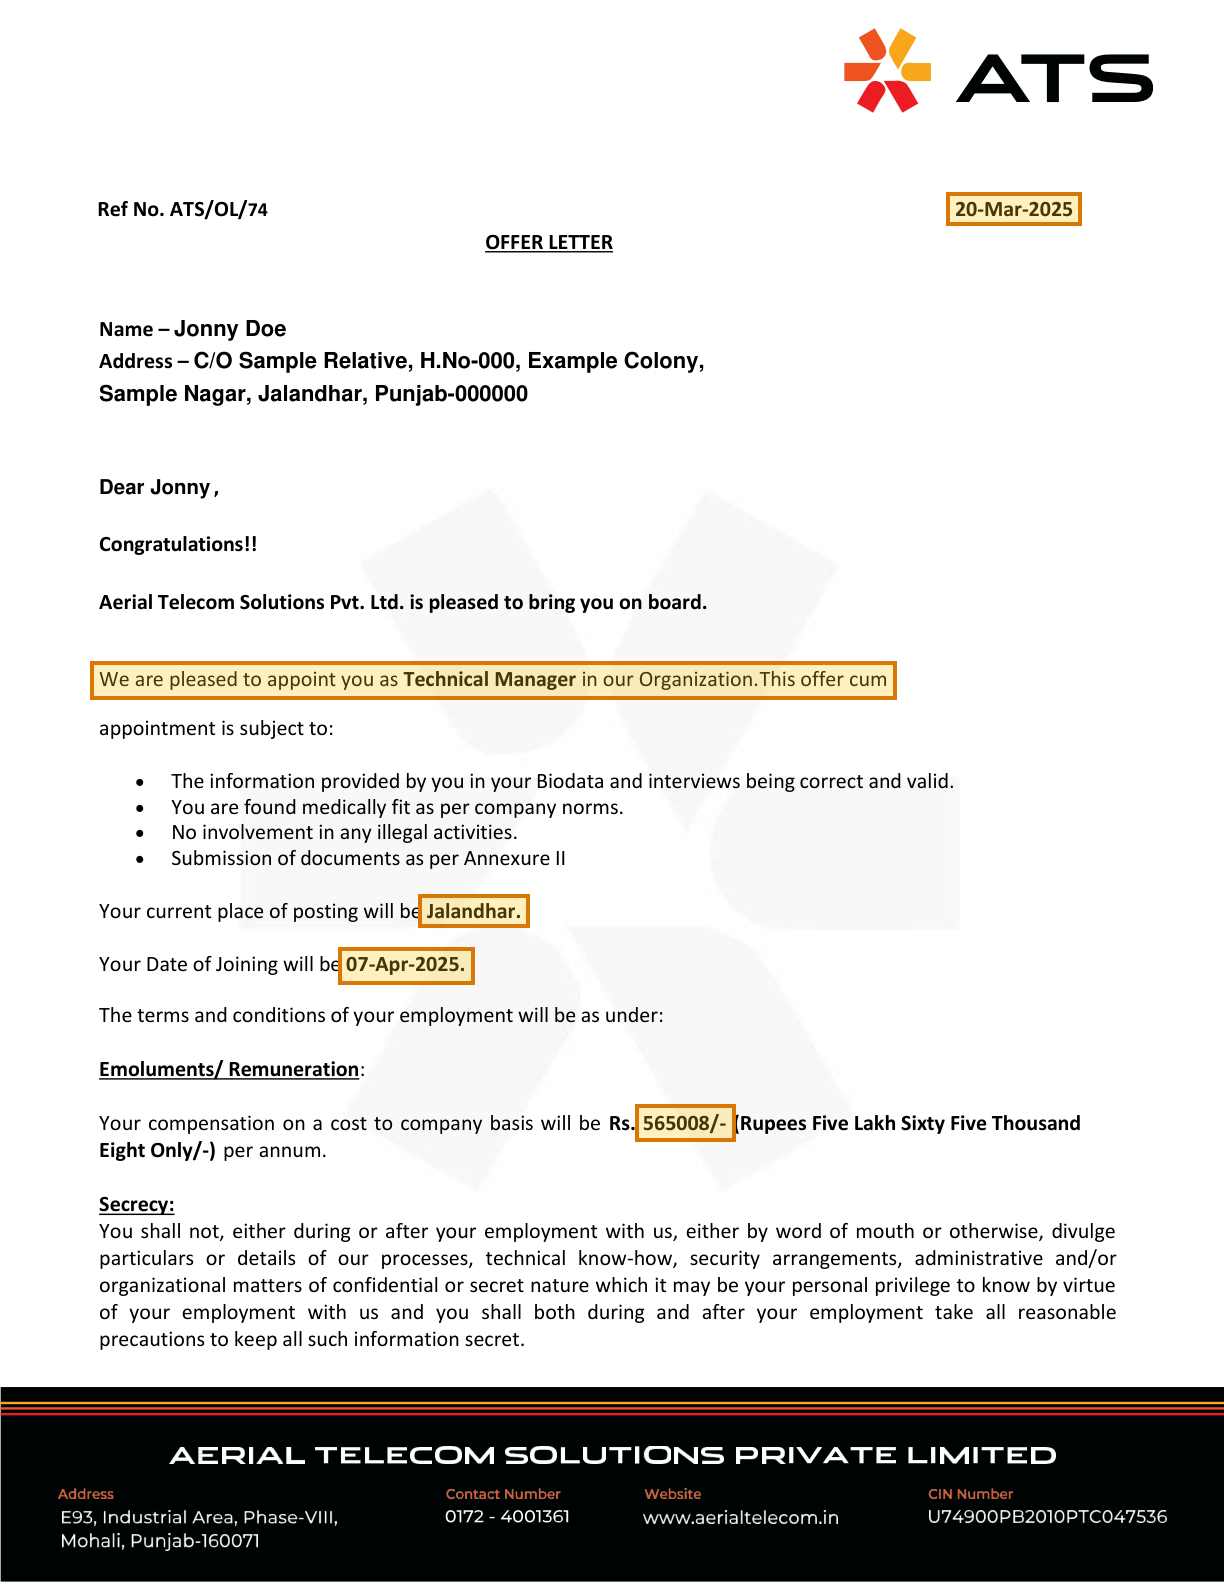 ATS
Ref No. ATS/OL/74
20-Mar-2025
OFFER LETTER
Name – Jonny Doe
Address – C/O Sample Relative, H.No-000, Example Colony,
Sample Nagar, Jalandhar, Punjab-000000
Dear Jonny ,
Congratulations!!
Aerial Telecom Solutions Pvt. Ltd. is pleased to bring you on board.
We are pleased to appoint you as Technical Manager in our Organization.This offer cum
appointment is subject to:
• The information provided by you in your Biodata and interviews being correct and valid.
• You are found medically fit as per company norms.
• No involvement in any illegal activities.
• Submission of documents as per Annexure II
Your current place of posting will be Jalandhar.
Your Date of Joining will be 07-Apr-2025.
The terms and conditions of your employment will be as under:
Emoluments/ Remuneration:
Your compensation on a cost to company basis will be Rs. 565008/- (Rupees Five Lakh Sixty Five Thousand
Eight Only/-) per annum.
Secrecy:
You shall not, either during or after your employment with us, either by word of mouth or otherwise, divulge
particulars or details of our processes, technical know-how, security arrangements, administrative and/or
organizational matters of confidential or secret nature which it may be your personal privilege to know by virtue
of your employment with us and you shall both during and after your employment take all reasonable
precautions to keep all such information secret.
AERIAL TELECOM SOLUTIONS PRIVATE LIMITED
Address
E93, Industrial Area, Phase-VIII,
Mohali, Punjab-160071
Contact Number
0172 - 4001361
Website
www.aerialtelecom.in
CIN Number
U74900PB2010PTC047536